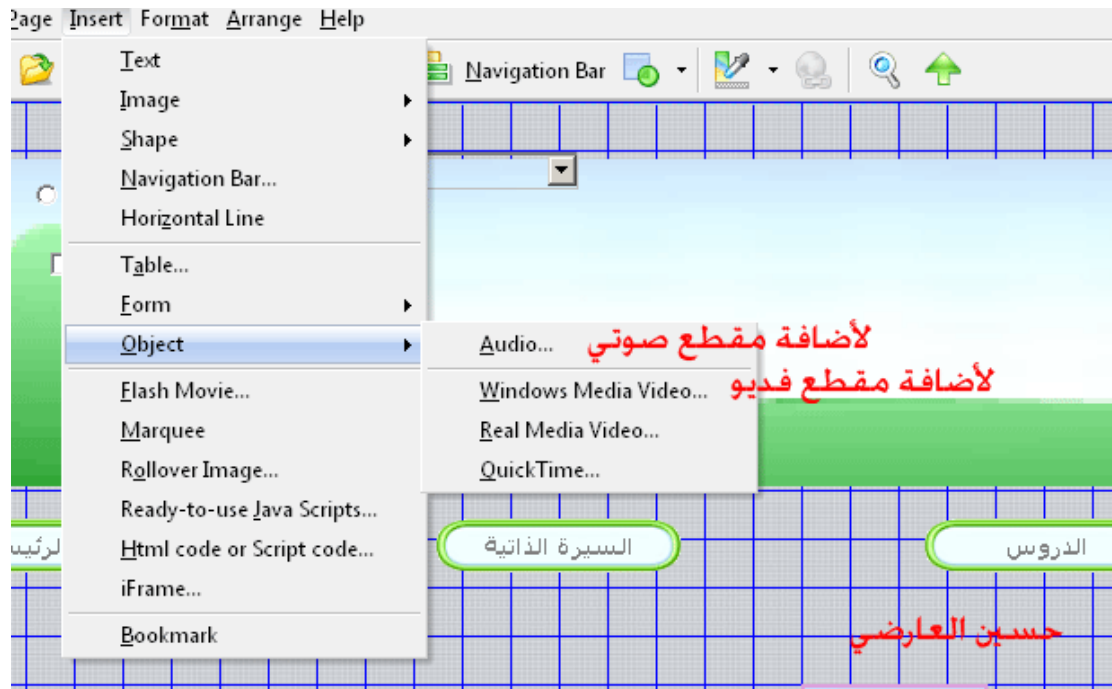 Page Insert Format Arrange Help
Navigation Bar
Text
Image
Shape
Navigation Bar...
Horizontal Line
Table...
Form
Object
Audio... لأضافة مقطع صوتي
Windows Media Video... لأضافة مقطع فديو
Real Media Video...
QuickTime...
Flash Movie...
Marquee
Rollover Image...
Ready-to-use Java Scripts...
Html code or Script code...
iFrame...
Bookmark
الدروس
السيرة الذاتية
حسين العارضي